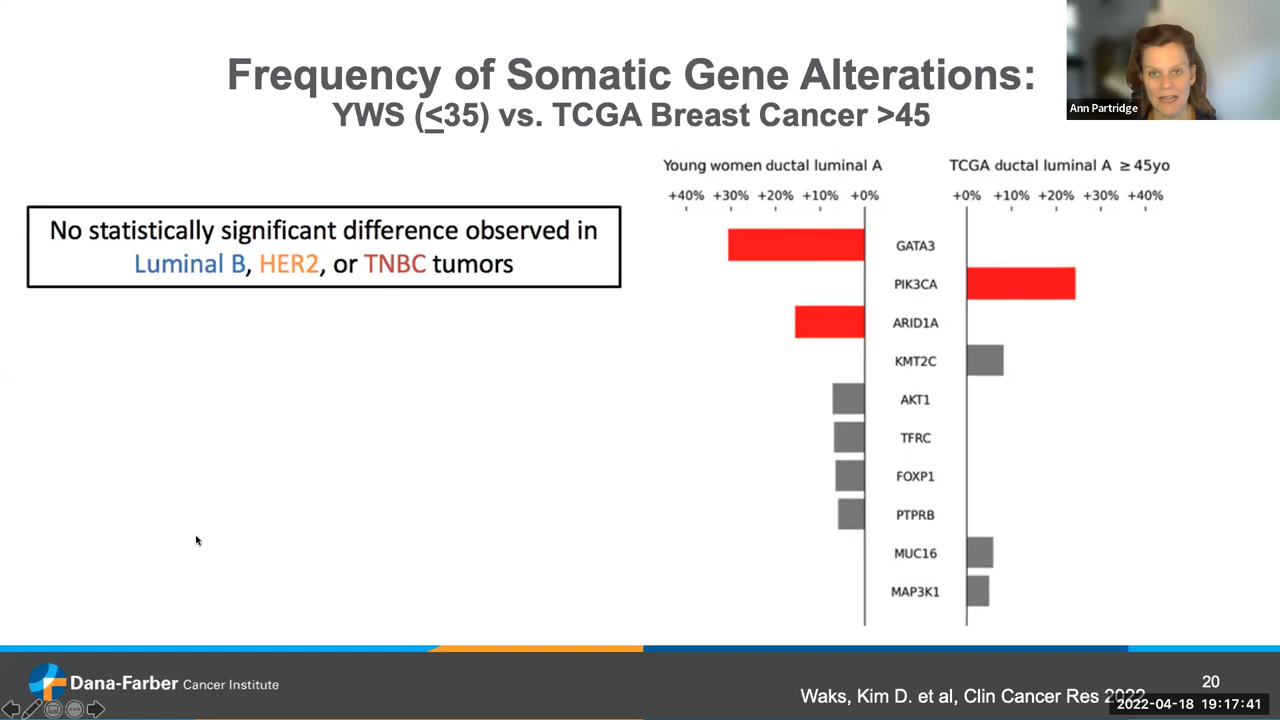 Frequency of Somatic Gene Alterations:
YWS (≤35) vs. TCGA Breast Cancer >45
Ann Partridge
No statistically significant difference observed in
Luminal B, HER2, or TNBC tumors
Young women ductal luminal A
TCGA ductal luminal A ≥ 45yo
+40% +30% +20% +10% +0%
+0% +10% +20% +30% +40%
GATA3
PIK3CA
ARID1A
KMT2C
AKT1
TFRC
FOXP1
PTPRB
MUC16
MAP3K1
Dana-Farber Cancer Institute
20
Waks, Kim D. et al, Clin Cancer Res 2022
2022-04-18 19:17:41